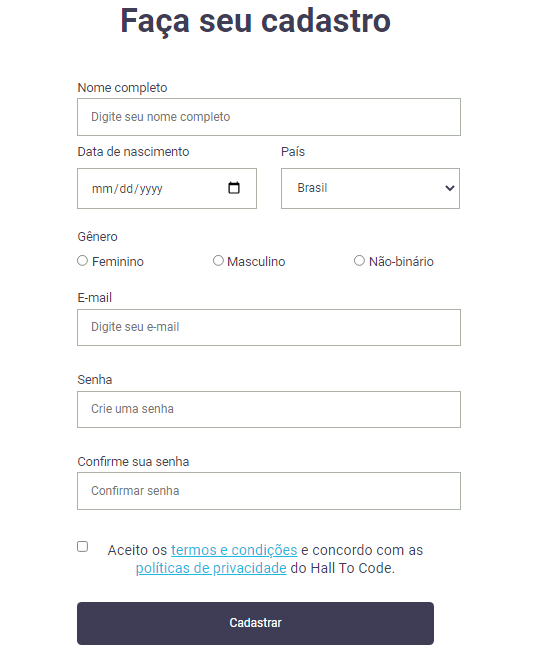 Faça seu cadastro
Nome completo
Digite seu nome completo
Data de nascimento País
mm/dd/yyyy Brasil
Gênero
Feminino Masculino Não-binário
E-mail
Digite seu e-mail
Senha
Crie uma senha
Confirme sua senha
Confirmar senha
Aceito os termos e condições e concordo com as
políticas de privacidade do Hall To Code.
Cadastrar